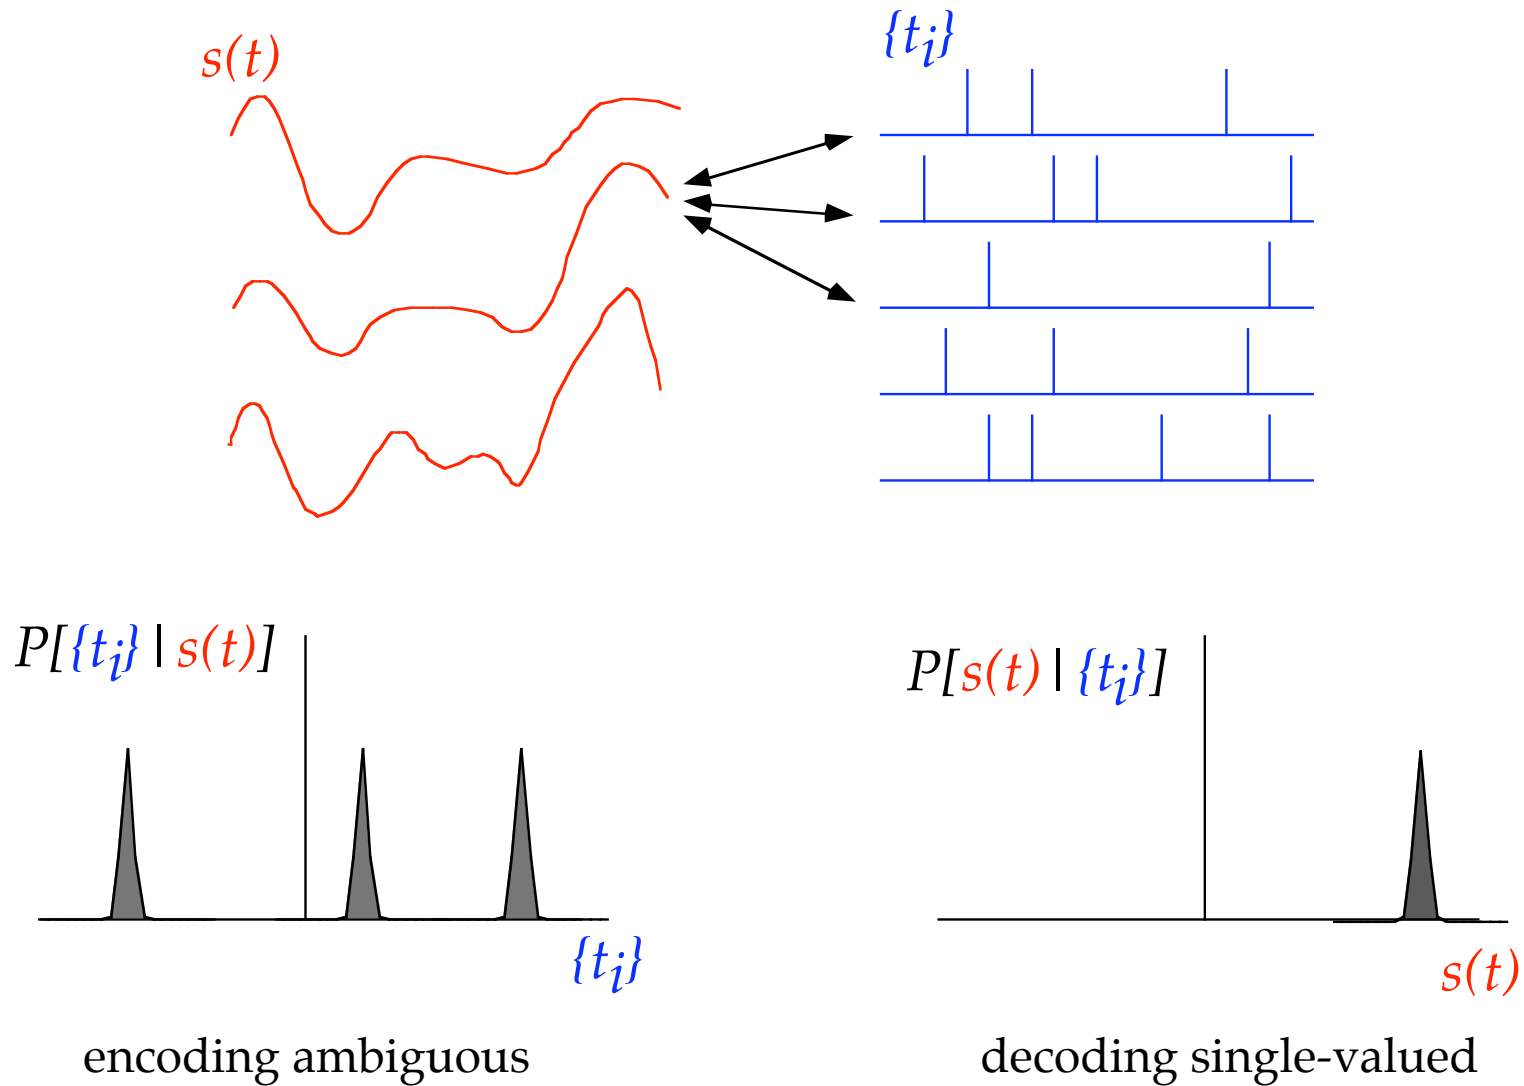 s(t)
{ti}
P[{ti} | s(t)]
P[s(t) | {ti}]
{ti}
s(t)
encoding ambiguous
decoding single-valued